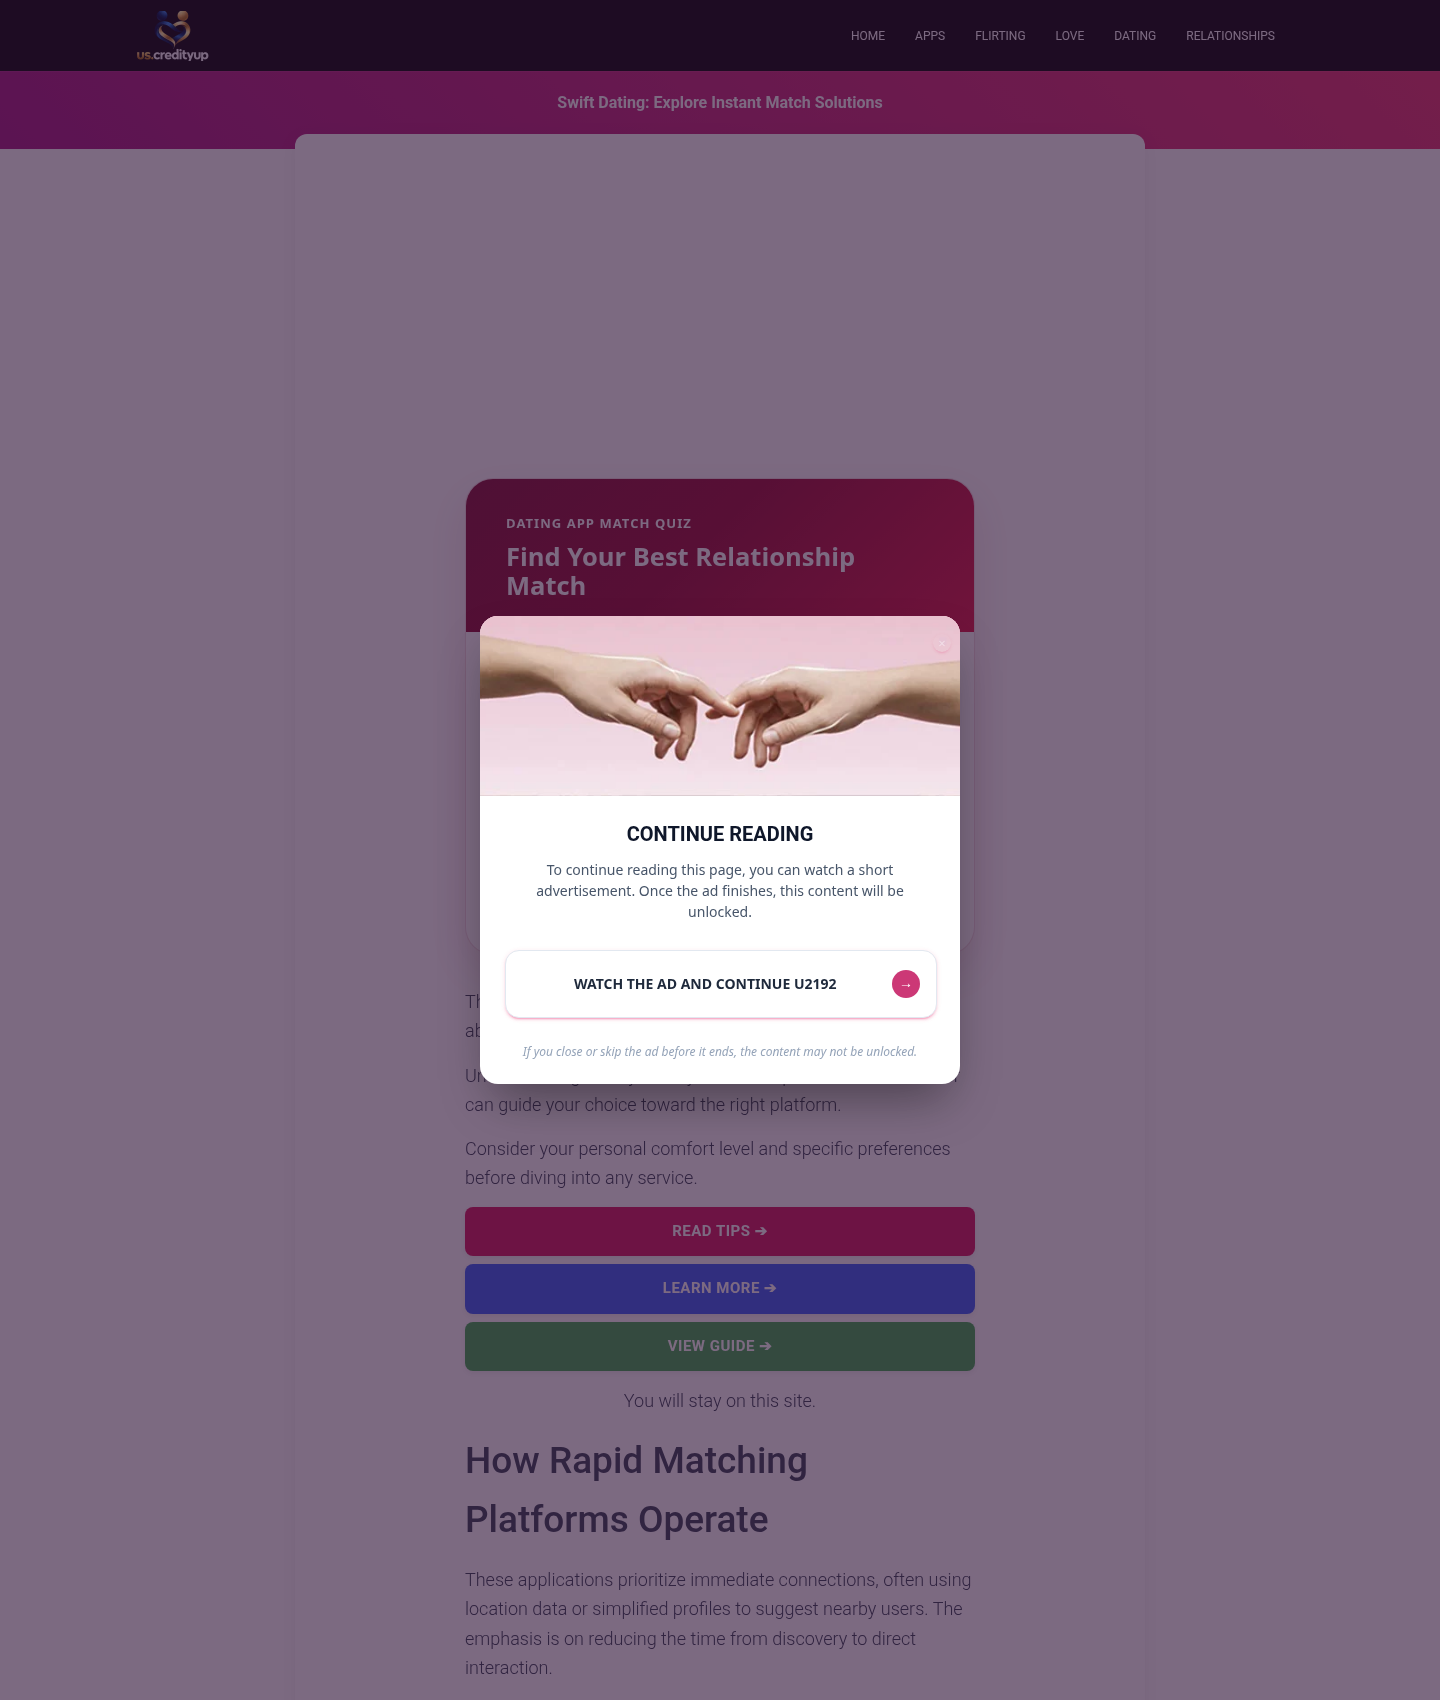 us.credityup
HOME
APPS
FLIRTING
LOVE
DATING
RELATIONSHIPS
Swift Dating: Explore Instant Match Solutions
DATING APP MATCH QUIZ
Find Your Best Relationship
Match
CONTINUE READING
To continue reading this page, you can watch a short
advertisement. Once the ad finishes, this content will be
unlocked.
WATCH THE AD AND CONTINUE U2192
→
If you close or skip the ad before it ends, the content may not be unlocked.
can guide your choice toward the right platform.
Consider your personal comfort level and specific preferences
before diving into any service.
READ TIPS ➔
LEARN MORE ➔
VIEW GUIDE ➔
You will stay on this site.
How Rapid Matching
Platforms Operate
These applications prioritize immediate connections, often using
location data or simplified profiles to suggest nearby users. The
emphasis is on reducing the time from discovery to direct
interaction.